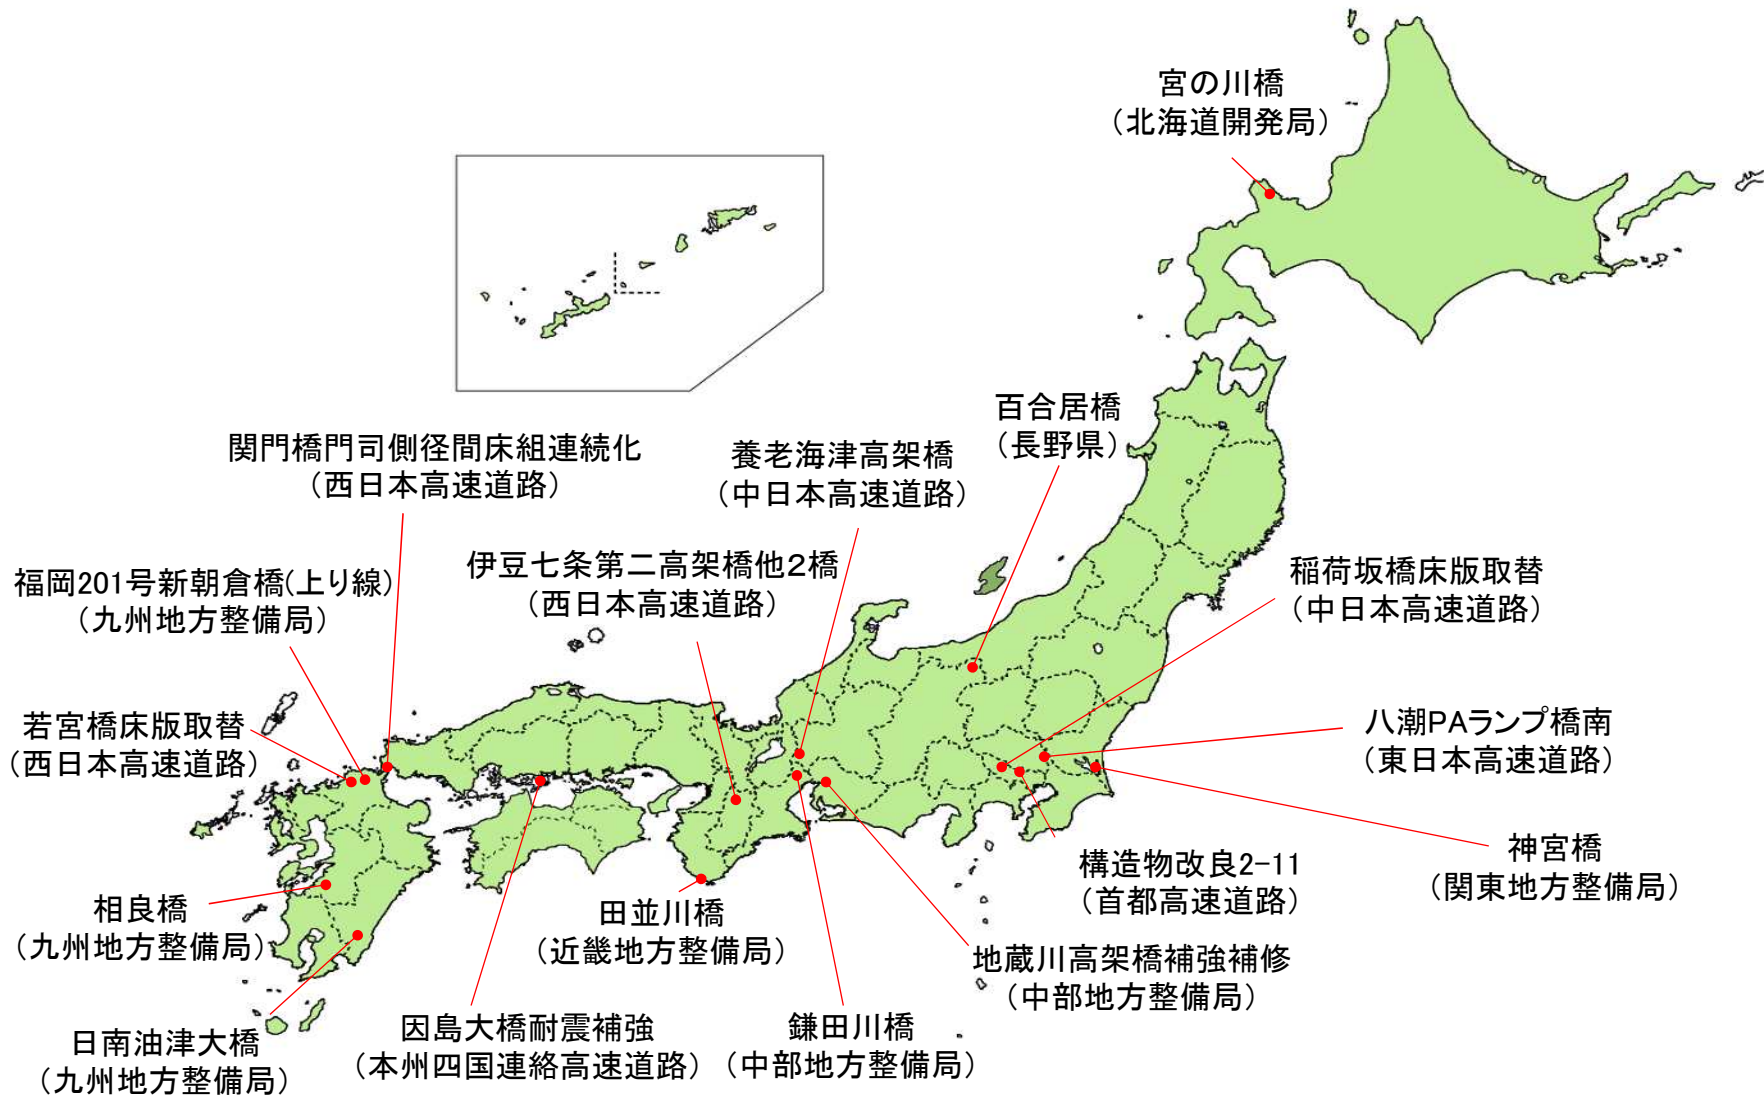 宮の川橋
（北海道開発局）
百合居橋
（長野県）
関門橋門司側径間床組連続化
（西日本高速道路）
養老海津高架橋
（中日本高速道路）
伊豆七条第二高架橋他２橋
（西日本高速道路）
稲荷坂橋床版取替
（中日本高速道路）
福岡201号新朝倉橋(上り線)
（九州地方整備局）
若宮橋床版取替
（西日本高速道路）
八潮PAランプ橋南
（東日本高速道路）
神宮橋
（関東地方整備局）
構造物改良2-11
（首都高速道路）
相良橋
（九州地方整備局）
田並川橋
（近畿地方整備局）
地蔵川高架橋補強補修
（中部地方整備局）
日南油津大橋
（九州地方整備局）
因島大橋耐震補強
（本州四国連絡高速道路）
鎌田川橋
（中部地方整備局）